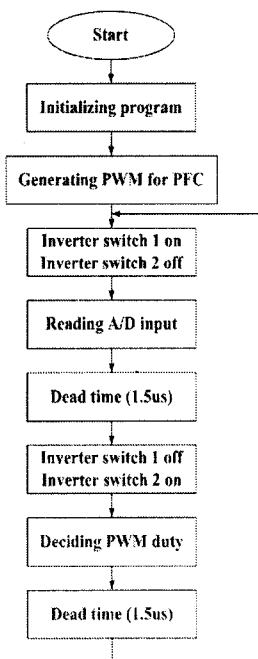 Start
Initializing program
Generating PWM for PFC
Inverter switch 1 on
Inverter switch 2 off
Reading A/D input
Dead time (1.5us)
Inverter switch 1 off
Inverter switch 2 on
Deciding PWM duty
Dead time (1.5us)